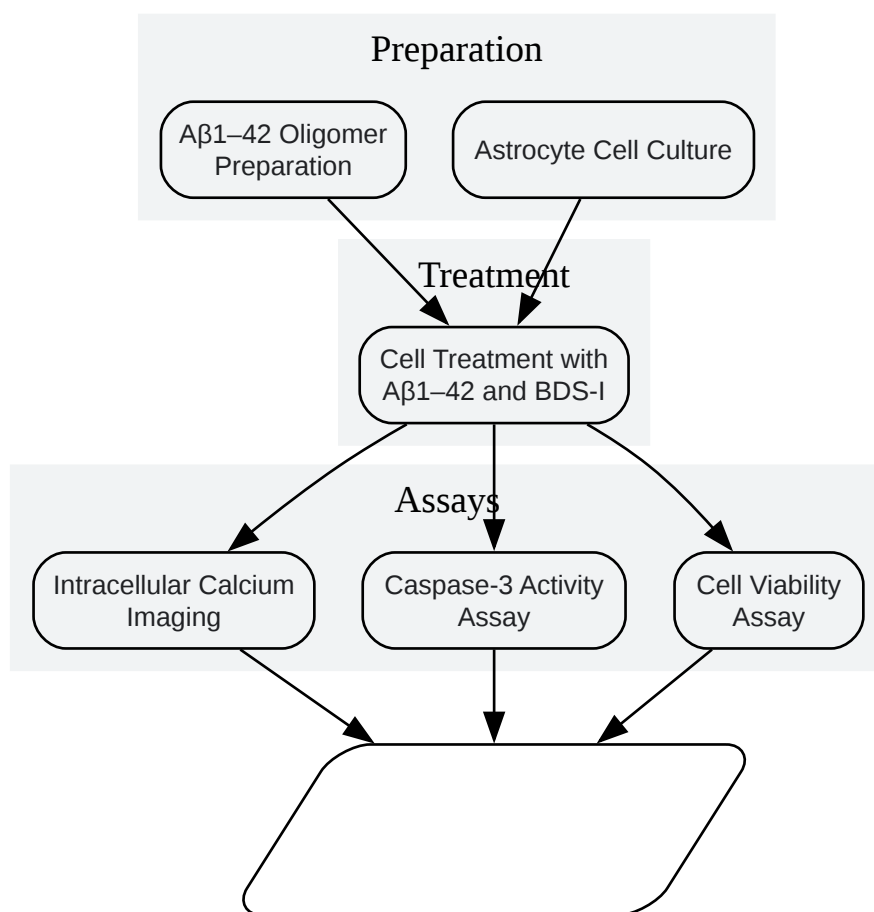 Preparation
Aβ1–42 Oligomer
Preparation
Astrocyte Cell Culture
Treatment
Cell Treatment with
Aβ1–42 and BDS-I
Assays
Intracellular Calcium
Imaging
Caspase-3 Activity
Assay
Cell Viability
Assay